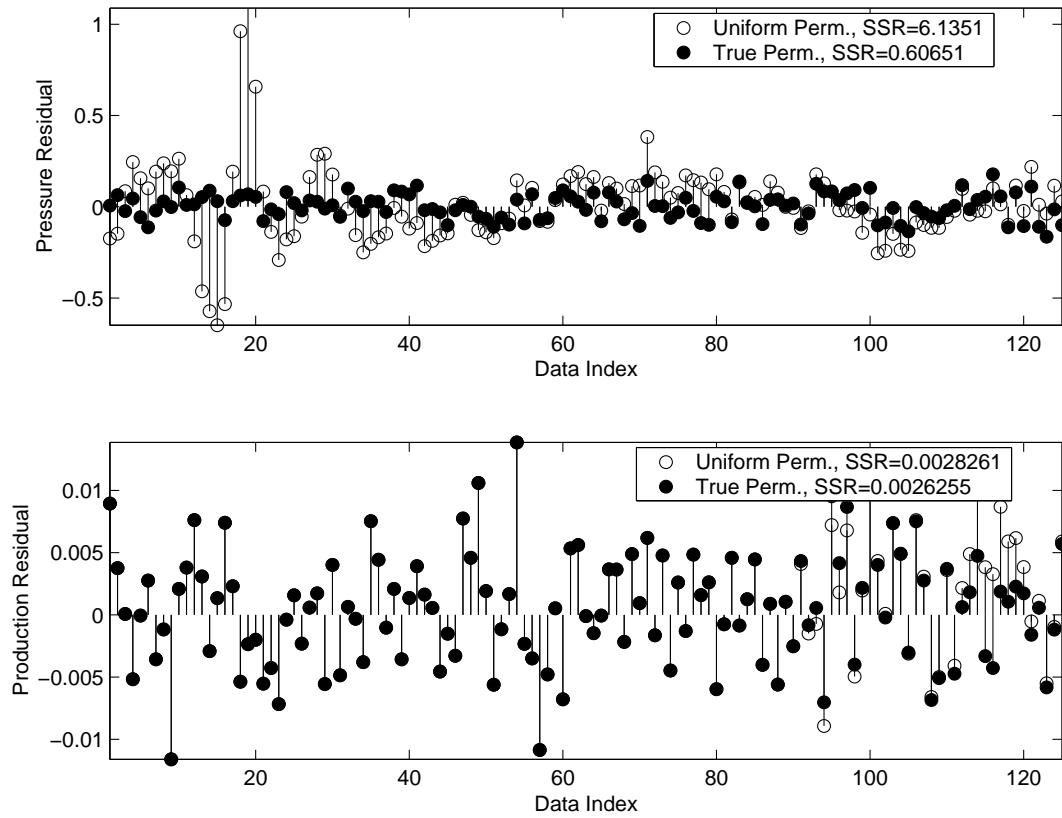 1
0.5
0
−0.5
Pressure Residual
Uniform Perm., SSR=6.1351
True Perm., SSR=0.60651
20
40
60
80
100
120
Data Index
0.01
0.005
0
−0.005
−0.01
Production Residual
Uniform Perm., SSR=0.0028261
True Perm., SSR=0.0026255
20
40
60
80
100
120
Data Index